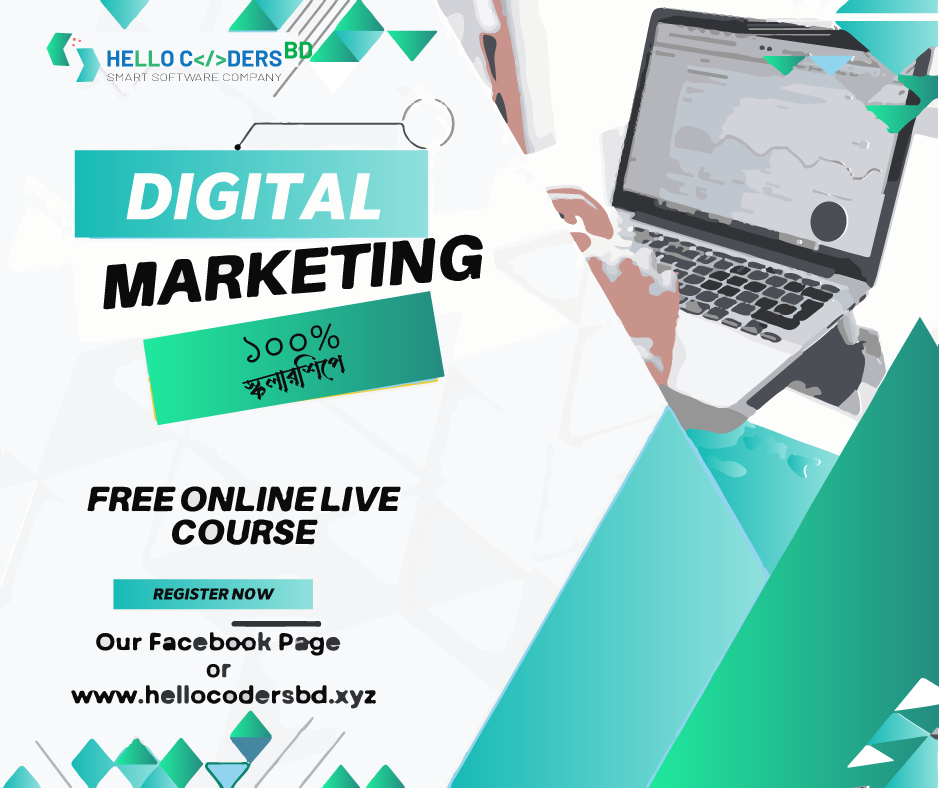 HELLO C</>DERS BD
SMART SOFTWARE COMPANY
DIGITAL
MARKETING
১০০%
স্কলারশিপে
FREE ONLINE LIVE
COURSE
REGISTER NOW
Our Facebook Page
or
www.hellocodersbd.xyz